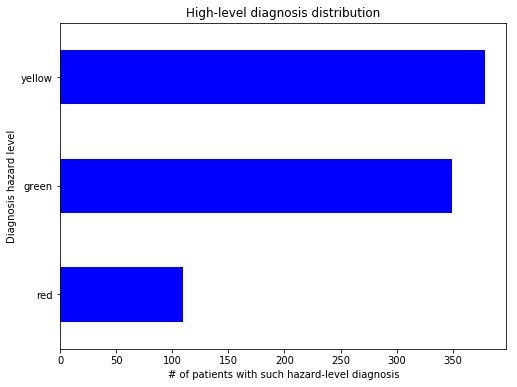 High-level diagnosis distribution
yellow
green
red
Diagnosis hazard level
0 50 100 150 200 250 300 350
# of patients with such hazard-level diagnosis